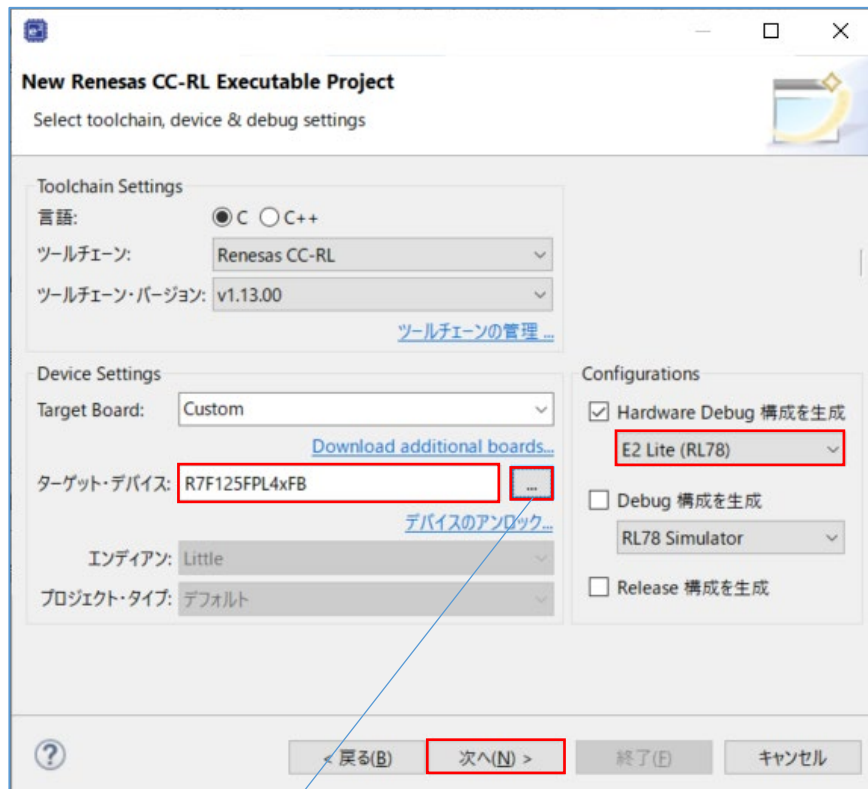 New Renesas CC-RL Executable Project
Select toolchain, device & debug settings
Toolchain Settings
言語: C C++
ツールチェーン: Renesas CC-RL
ツールチェーン・バージョン: v1.13.00
ツールチェーンの管理 ...
Device Settings
Target Board: Custom
Download additional boards...
ターゲット・デバイス: R7F125FPL4xFB ...
デバイスのアンロック...
エンディアン: Little
プロジェクト・タイプ: デフォルト
Configurations
Hardware Debug 構成を生成
E2 Lite (RL78)
Debug 構成を生成
RL78 Simulator
Release 構成を生成
? < 戻る(B) 次へ(N) > 終了(F) キャンセル